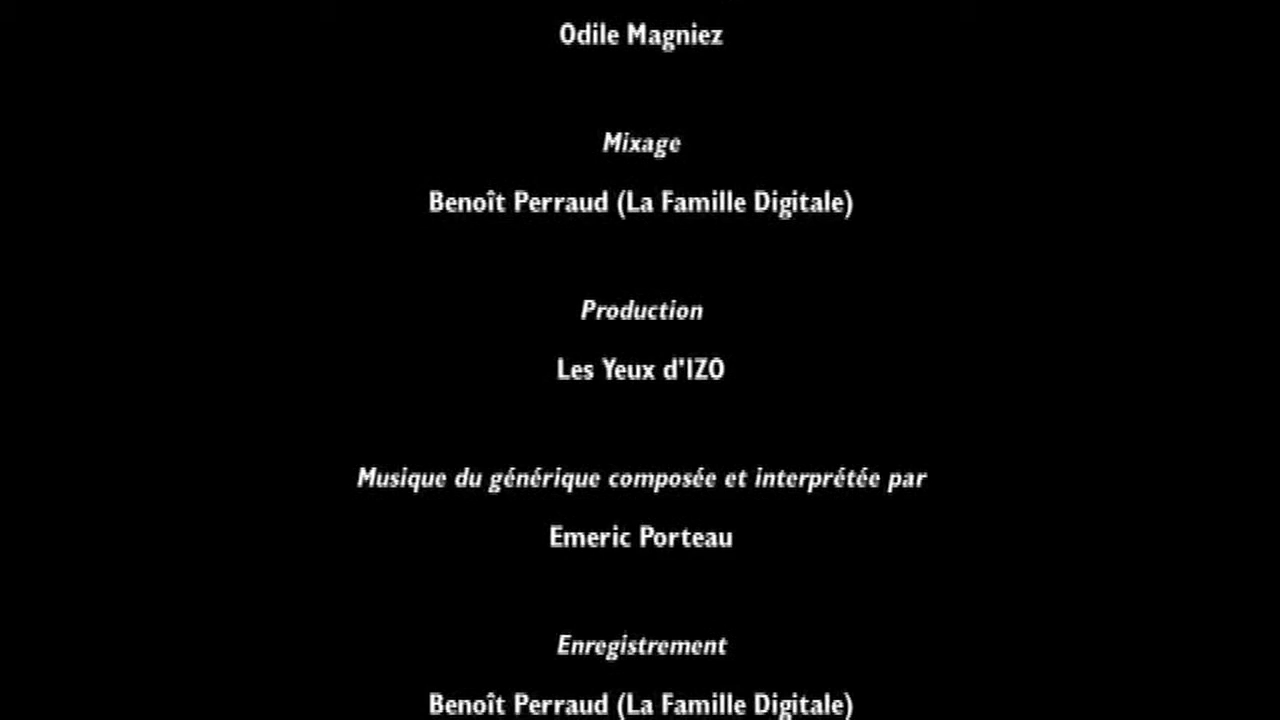 Odile Magniez
Mixage
Benoît Perraud (La Famille Digitale)
Production
Les Yeux d'IZO
Musique du générique composée et interprétée par
Emeric Porteau
Enregistrement
Benoît Perraud (La Famille Digitale)